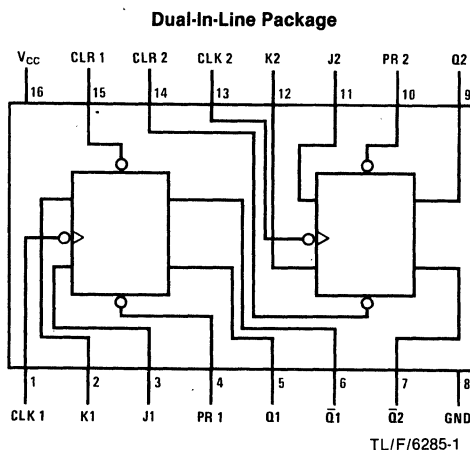 Dual-In-Line Package
VCC CLR 1 CLR 2 CLK 2 K2 J2 PR 2 Q2
16 15 14 13 12 11 10 9
1 2 3 4 5 6 7 8
CLK 1 K1 J1 PR 1 Q1 Q̅1 Q̅2 GND
TL/F/6285-1